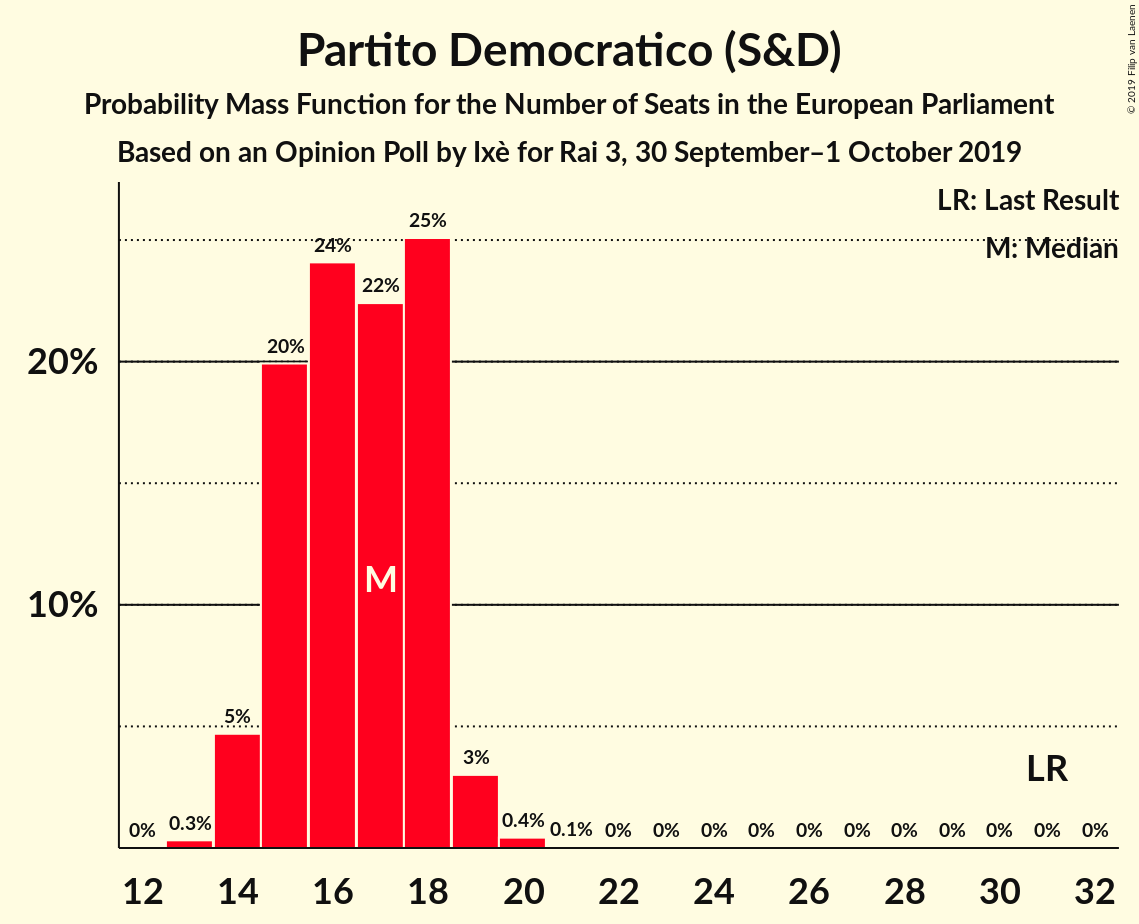 Partito Democratico (S&D)
Probability Mass Function for the Number of Seats in the European Parliament
Based on an Opinion Poll by Ixè for Rai 3, 30 September–1 October 2019
© 2019 Filip van Laenen
LR: Last Result
M: Median
25%
24%
22%
20%
20%
M
10%
5%
3%
LR
0% 0.3% 0.4% 0.1% 0% 0% 0% 0% 0% 0% 0% 0% 0% 0% 0%
12 14 16 18 20 22 24 26 28 30 32